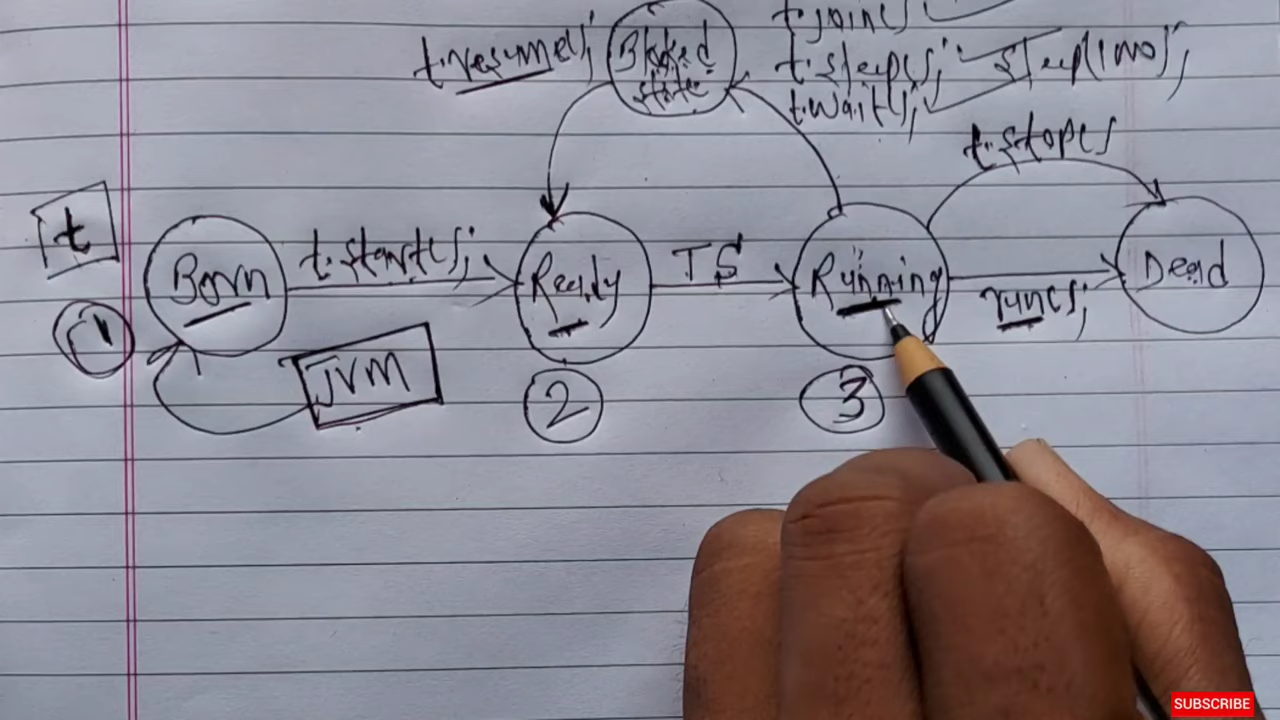 t.join()
t.resume(); Bloked t.sleep(); sleep(1000);
state t.wait();
t.stop()
t
Born t.start(); Ready TS Running run(); Dead
1
JVM
2 3
SUBSCRIBE